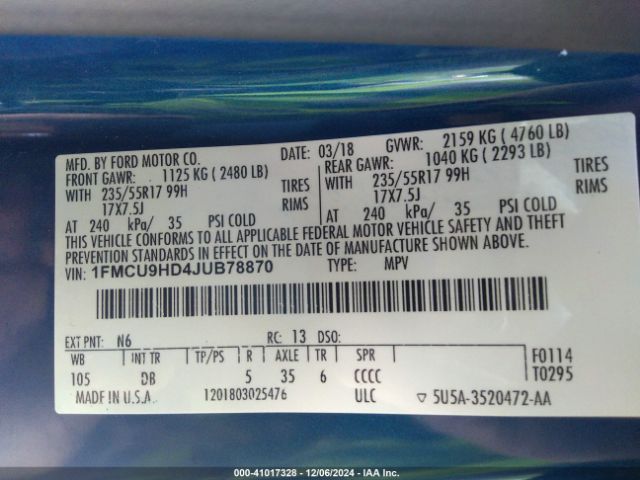 MFD. BY FORD MOTOR CO. DATE: 03/18 GVWR: 2159 KG (4760 LB)
FRONT GAWR: 1125 KG (2480 LB) REAR GAWR: 1040 KG (2293 LB)
WITH 235/55R17 99H TIRES WITH 235/55R17 99H TIRES
17X7.5J RIMS 17X7.5J RIMS
AT 240 kPa/ 35 PSI COLD AT 240 kPa/ 35 PSI COLD
THIS VEHICLE CONFORMS TO ALL APPLICABLE FEDERAL MOTOR VEHICLE SAFETY AND THEFT
PREVENTION STANDARDS IN EFFECT ON THE DATE OF MANUFACTURE SHOWN ABOVE.
VIN: 1FMCU9HD4JUB78870 TYPE: MPV
EXT PNT: N6 RC: 13 DSO:
WB INT TR TP/PS R AXLE TR SPR F0114
105 DB 5 35 6 CCCC T0295
MADE IN U.S.A. 1201803025476 ULC ▽ 5U5A-3520472-AA
000-41017328 - 12/06/2024 - IAA Inc.